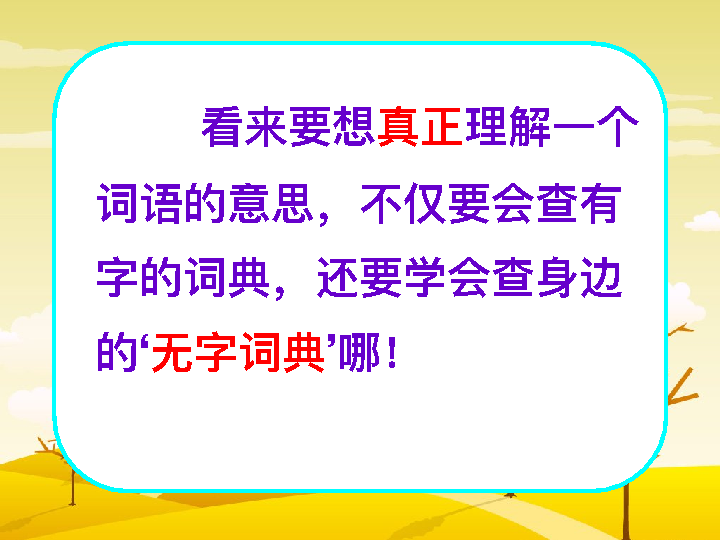 看来要想真正理解一个
词语的意思，不仅要会查有
字的词典，还要学会查身边
的‘无字词典’哪！